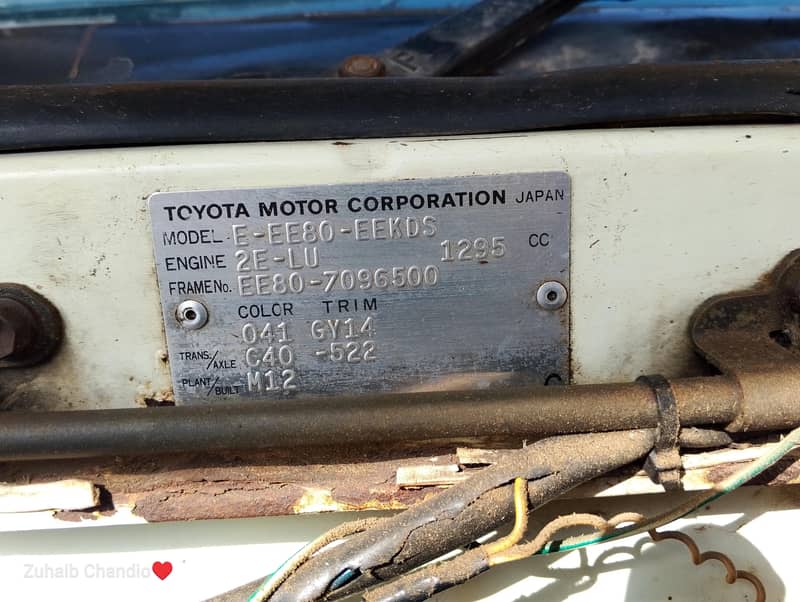 TOYOTA MOTOR CORPORATION JAPAN
MODEL E-EE80-EEKDS
ENGINE 2E-LU 1295 CC
FRAME No. EE80-7096500
COLOR TRIM
041 GY14
TRANS./AXLE C40 -522
PLANT/BUILT M12
C
Zuhaib Chandio❤️